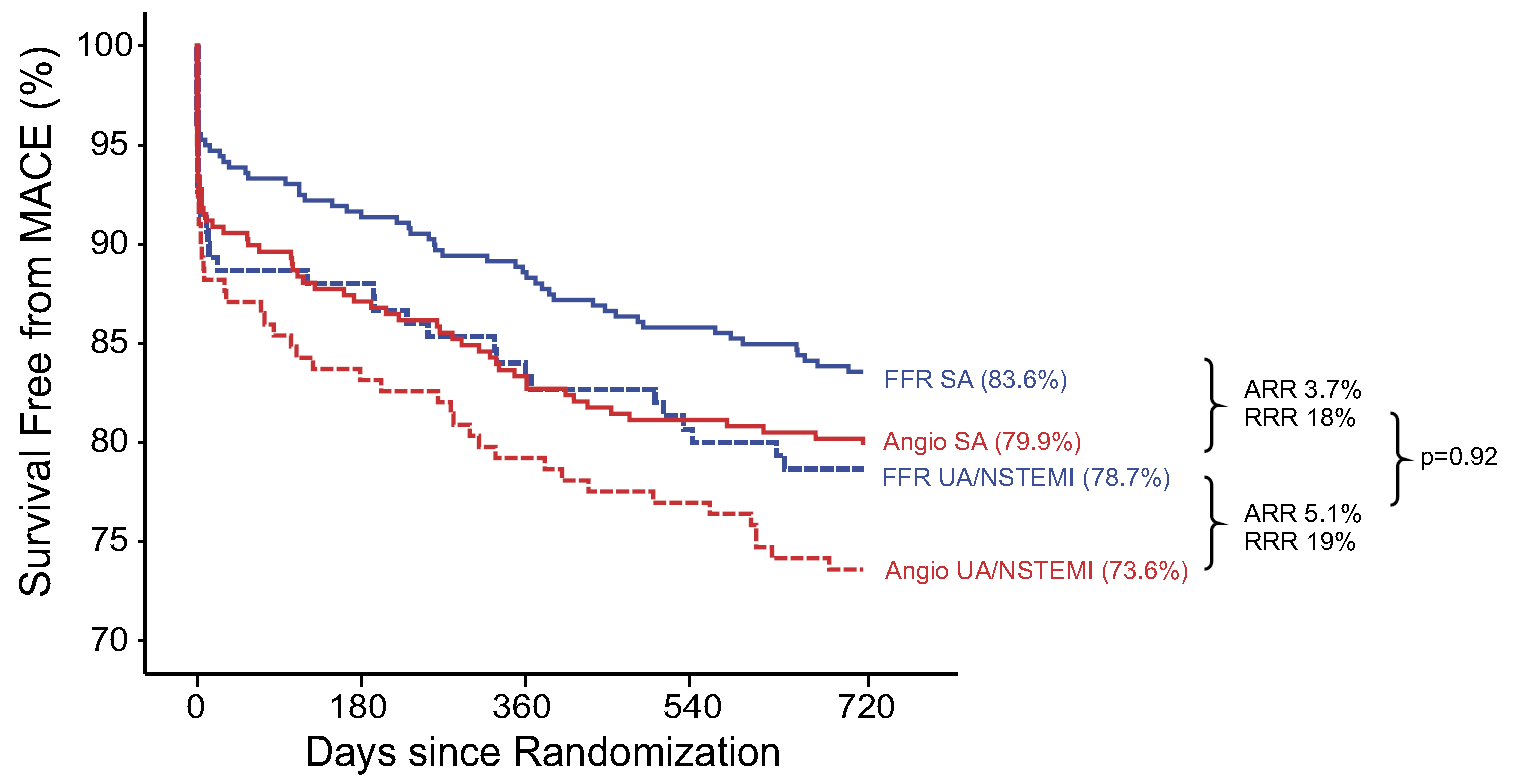 Survival Free from MACE (%)
100
95
90
85
80
75
70
0 180 360 540 720
Days since Randomization
FFR SA (83.6%)
Angio SA (79.9%)
FFR UA/NSTEMI (78.7%)
Angio UA/NSTEMI (73.6%)
ARR 3.7%
RRR 18%
ARR 5.1%
RRR 19%
p=0.92